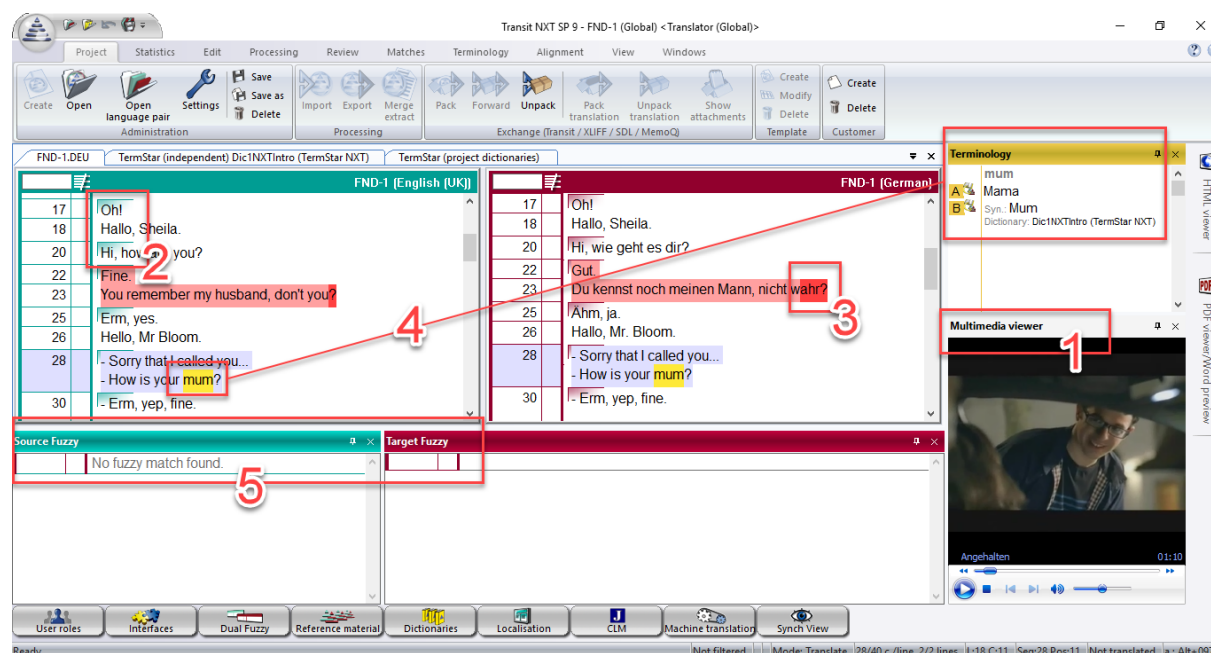 Transit NXT SP 9 - FND-1 (Global) <Translator (Global)>
Project Statistics Edit Processing Review Matches Terminology Alignment View Windows
Create Open Open language pair Settings Save Save as Delete
Administration
Import Export Merge extract
Processing
Pack Forward Unpack Pack translation Unpack translation Show attachments
Exchange (Transit / XLIFF / SDL / MemoQ)
Create Modify Delete
Template
Create Delete
Customer
FND-1.DEU TermStar (independent) Dic1NXTIntro (TermStar NXT) TermStar (project dictionaries)
FND-1 (English (UK))
17 Oh!
18 Hallo, Sheila.
20 Hi, how you?
22 Fine.
23 You remember my husband, don't you?
25 Erm, yes.
26 Hello, Mr Bloom.
28 - Sorry that I called you...
- How is your mum?
30 - Erm, yep, fine.
2
4
FND-1 (German)
17 Oh!
18 Hallo, Sheila.
20 Hi, wie geht es dir?
22 Gut.
23 Du kennst noch meinen Mann, nicht wahr?
25 Ähm, ja.
26 Hallo, Mr. Bloom.
28 - Sorry that I called you...
- How is your mum?
30 - Erm, yep, fine.
3
Terminology
mum
A Mama
B Syn.: Mum
Dictionary: Dic1NXTIntro (TermStar NXT)
Multimedia viewer
1
Angehalten 01:10
HTML viewer
PDF
PDF viewer/Word preview
Source Fuzzy
No fuzzy match found.
5
Target Fuzzy
User roles Interfaces Dual Fuzzy Reference material Dictionaries Localisation CLM Machine translation Synch View
J
Ready
Not filtered Mode: Translate 28/40 c./line, 2/2 lines L:18 C:11 Seg:28 Pos:11 Not translated